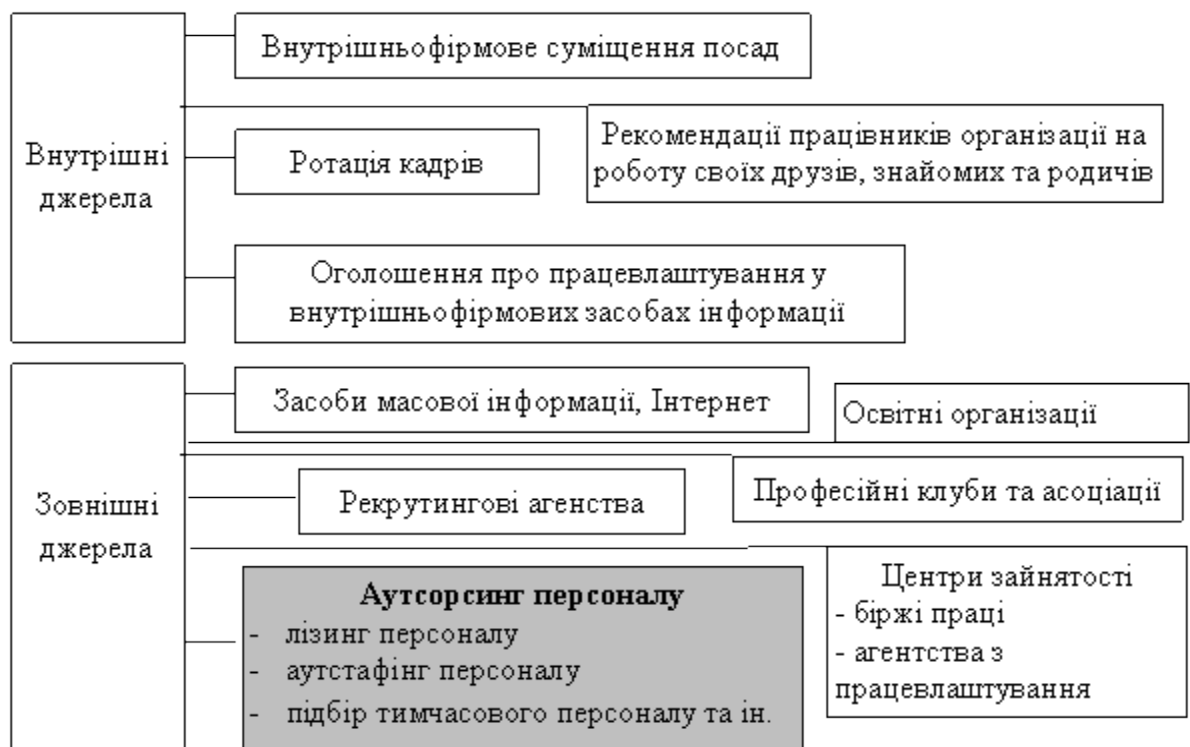 Внутрішні
джерела
Внутрішньофірмове суміщення посад
Ротація кадрів
Рекомендації працівників організації на
роботу своїх друзів, знайомих та родичів
Оголошення про працевлаштування у
внутрішньофірмових засобах інформації
Зовнішні
джерела
Засоби масової інформації, Інтернет
Освітні організації
Рекрутингові агенства
Професійні клуби та асоціації
Аутсорсинг персоналу
- лізинг персоналу
- аутстафінг персоналу
- підбір тимчасового персоналу та ін.
Центри зайнятості
- біржі праці
- агентства з
працевлаштування